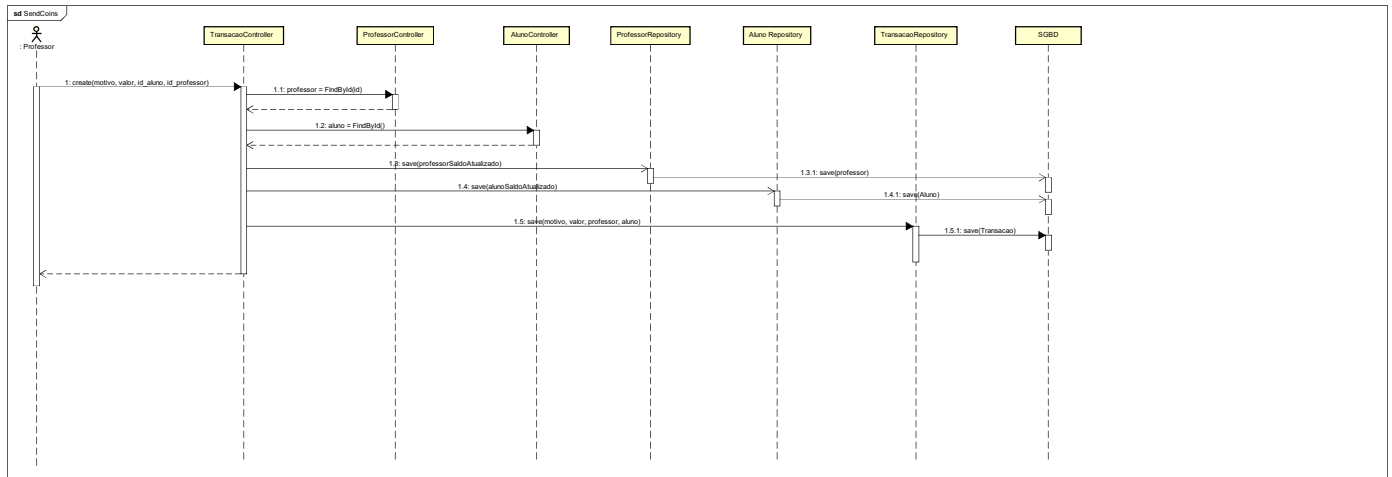 sd SendCoins
: Professor
TransacaoController
ProfessorController
AlunoController
ProfessorRepository
Aluno Repository
TransacaoRepository
SGBD
1: create(motivo, valor, id_aluno, id_professor)
1.1: professor = FindById(id)
1.2: aluno = FindById()
1.3: save(professorSaldoAtualizado)
1.3.1: save(professor)
1.4: save(alunoSaldoAtualizado)
1.4.1: save(Aluno)
1.5: save(motivo, valor, professor, aluno)
1.5.1: save(Transacao)